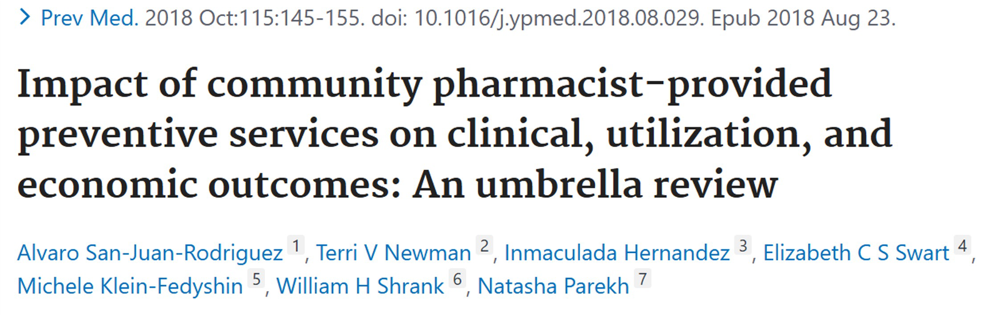 Prev Med. 2018 Oct:115:145-155. doi: 10.1016/j.ypmed.2018.08.029. Epub 2018 Aug 23.
Impact of community pharmacist-provided
preventive services on clinical, utilization, and
economic outcomes: An umbrella review
Alvaro San-Juan-Rodriguez 1, Terri V Newman 2, Inmaculada Hernandez 3, Elizabeth C S Swart 4,
Michele Klein-Fedyshin 5, William H Shrank 6, Natasha Parekh 7